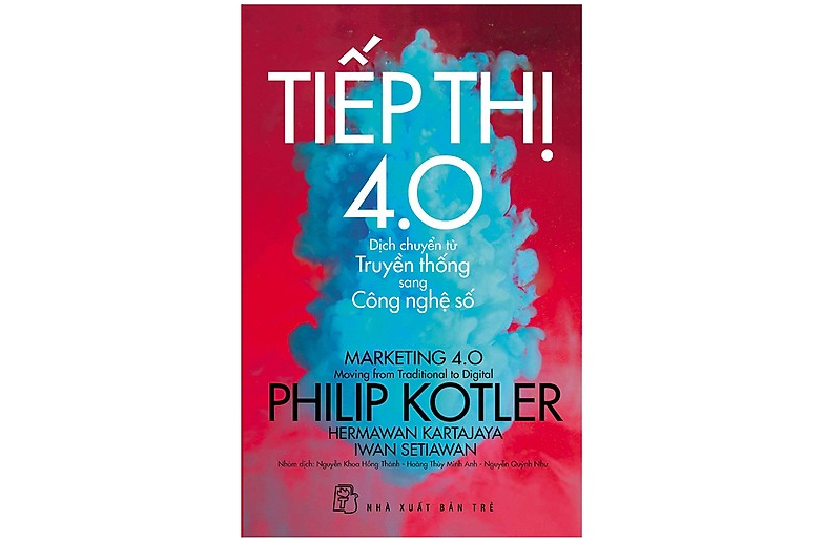 TIẾP THỊ
4.0
Dịch chuyển từ
Truyền thống
sang
Công nghệ số
MARKETING 4.0
Moving from Traditional to Digital
PHILIP KOTLER
HERMAWAN KARTAJAYA
IWAN SETIAWAN
Nhóm dịch: Nguyễn Khoa Hồng Thành - Hoàng Thùy Minh Anh - Nguyễn Quỳnh Như
NHÀ XUẤT BẢN TRẺ